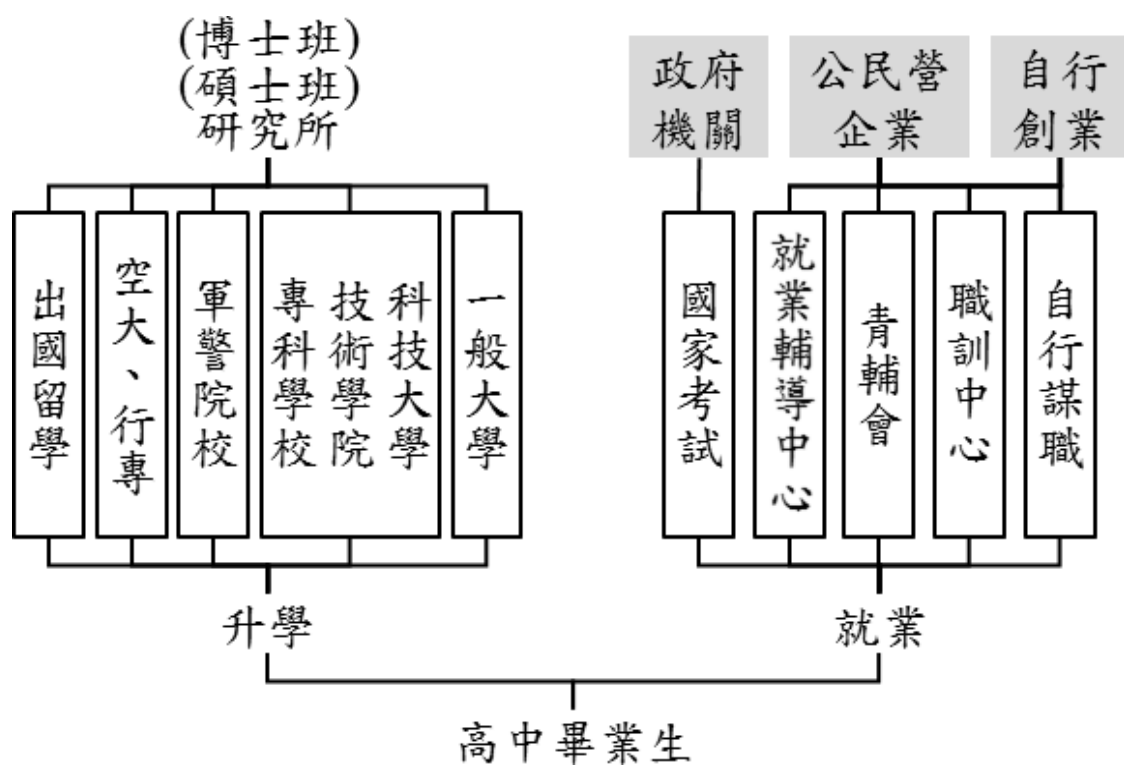 (博士班)
(碩士班)
研究所
政府
機關
公民營
企業
自行
創業
出國留學
空大、行專
軍警院校
專科學校
技術學院
科技大學
一般大學
國家考試
就業輔導中心
青輔會
職訓中心
自行謀職
升學
就業
高中畢業生